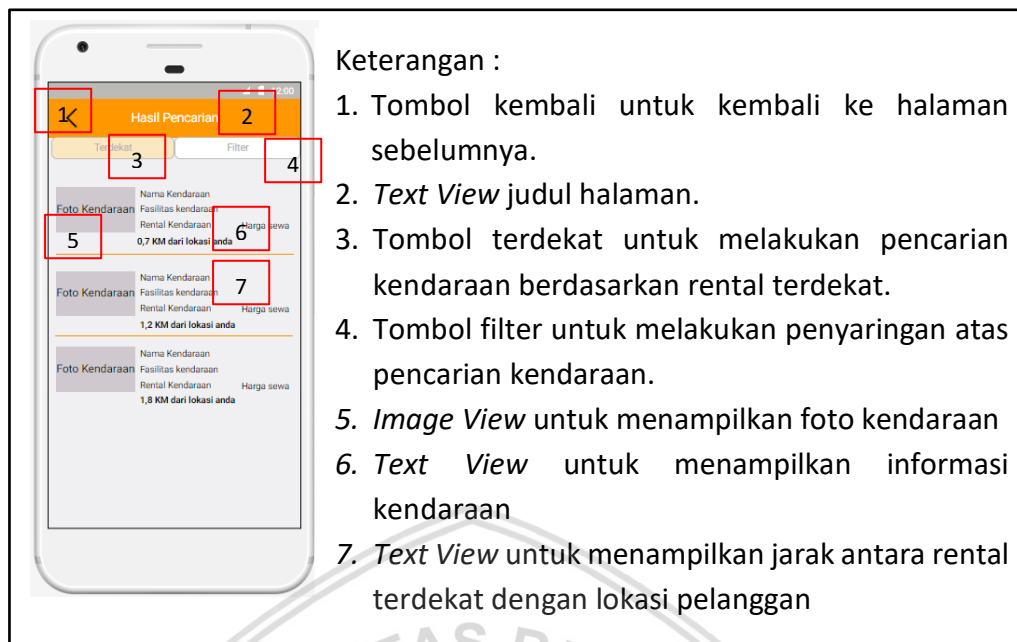 12:00
1
Hasil Pencarian
2
Terdekat
3
Filter
4
Foto Kendaraan
5
Nama Kendaraan
Fasilitas kendaraan
Rental Kendaraan
Harga sewa
6
0,7 KM dari lokasi anda
Foto Kendaraan
Nama Kendaraan
Fasilitas kendaraan
7
Rental Kendaraan
Harga sewa
1,2 KM dari lokasi anda
Foto Kendaraan
Nama Kendaraan
Fasilitas kendaraan
Rental Kendaraan
Harga sewa
1,8 KM dari lokasi anda
Keterangan :
1. Tombol kembali untuk kembali ke halaman
sebelumnya.
2. Text View judul halaman.
3. Tombol terdekat untuk melakukan pencarian
kendaraan berdasarkan rental terdekat.
4. Tombol filter untuk melakukan penyaringan atas
pencarian kendaraan.
5. Image View untuk menampilkan foto kendaraan
6. Text View untuk menampilkan informasi
kendaraan
7. Text View untuk menampilkan jarak antara rental
terdekat dengan lokasi pelanggan